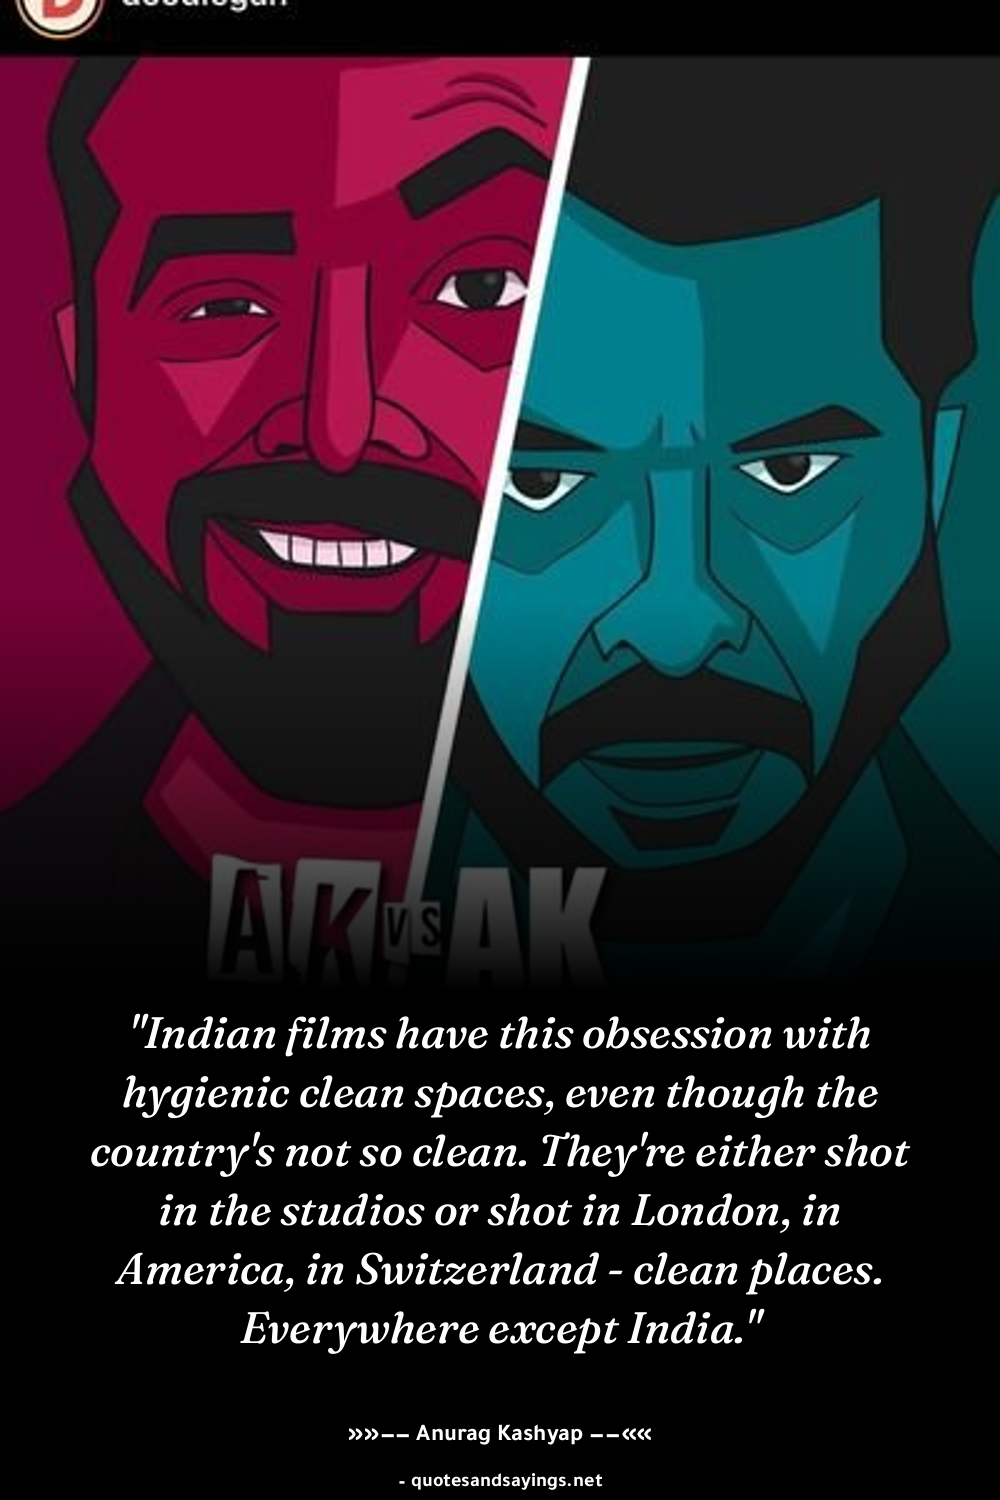 D
AK VS AK
"Indian films have this obsession with
hygienic clean spaces, even though the
country's not so clean. They're either shot
in the studios or shot in London, in
America, in Switzerland - clean places.
Everywhere except India."
»»–– Anurag Kashyap ––««
- quotesandsayings.net